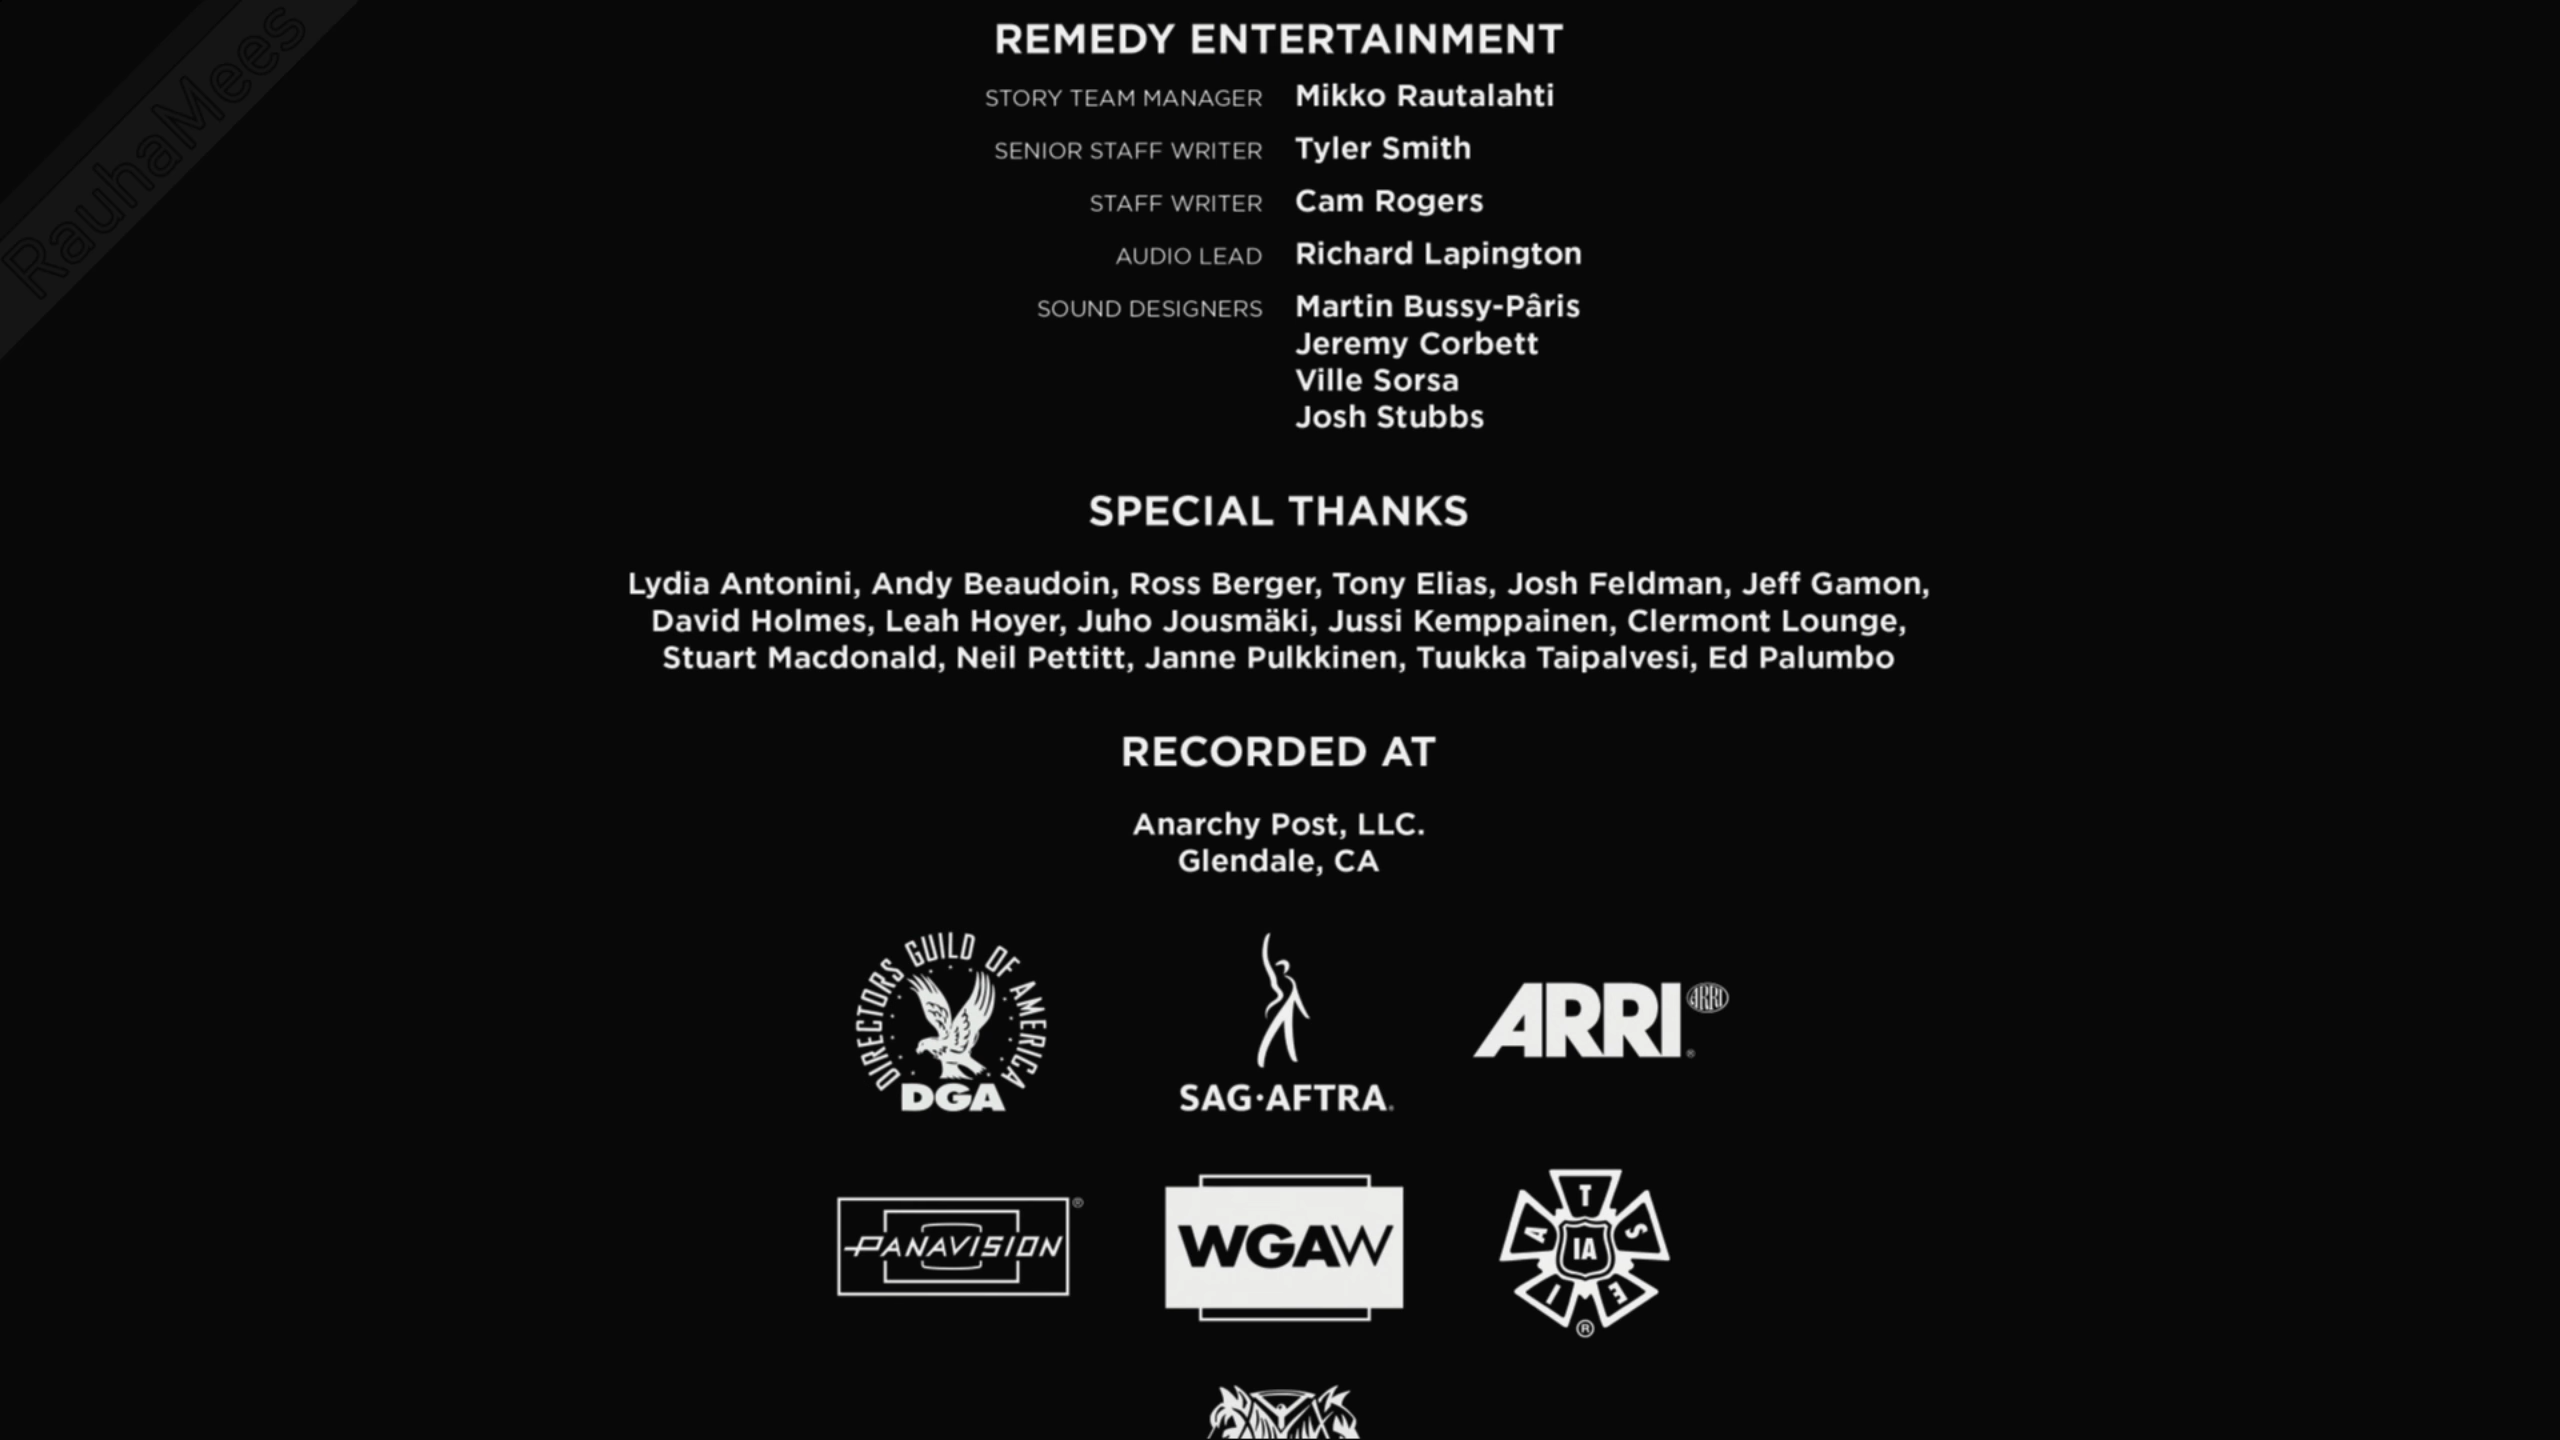 RauhaMees
REMEDY ENTERTAINMENT
STORY TEAM MANAGER Mikko Rautalahti
SENIOR STAFF WRITER Tyler Smith
STAFF WRITER Cam Rogers
AUDIO LEAD Richard Lapington
SOUND DESIGNERS Martin Bussy-Pâris
Jeremy Corbett
Ville Sorsa
Josh Stubbs
SPECIAL THANKS
Lydia Antonini, Andy Beaudoin, Ross Berger, Tony Elias, Josh Feldman, Jeff Gamon,
David Holmes, Leah Hoyer, Juho Jousmäki, Jussi Kemppainen, Clermont Lounge,
Stuart Macdonald, Neil Pettitt, Janne Pulkkinen, Tuukka Taipalvesi, Ed Palumbo
RECORDED AT
Anarchy Post, LLC.
Glendale, CA
DIRECTORS GUILD OF AMERICA
DGA
SAG·AFTRA®
ARRI® ARRI
PANAVISION®
WGAW
IATSE
IA
®